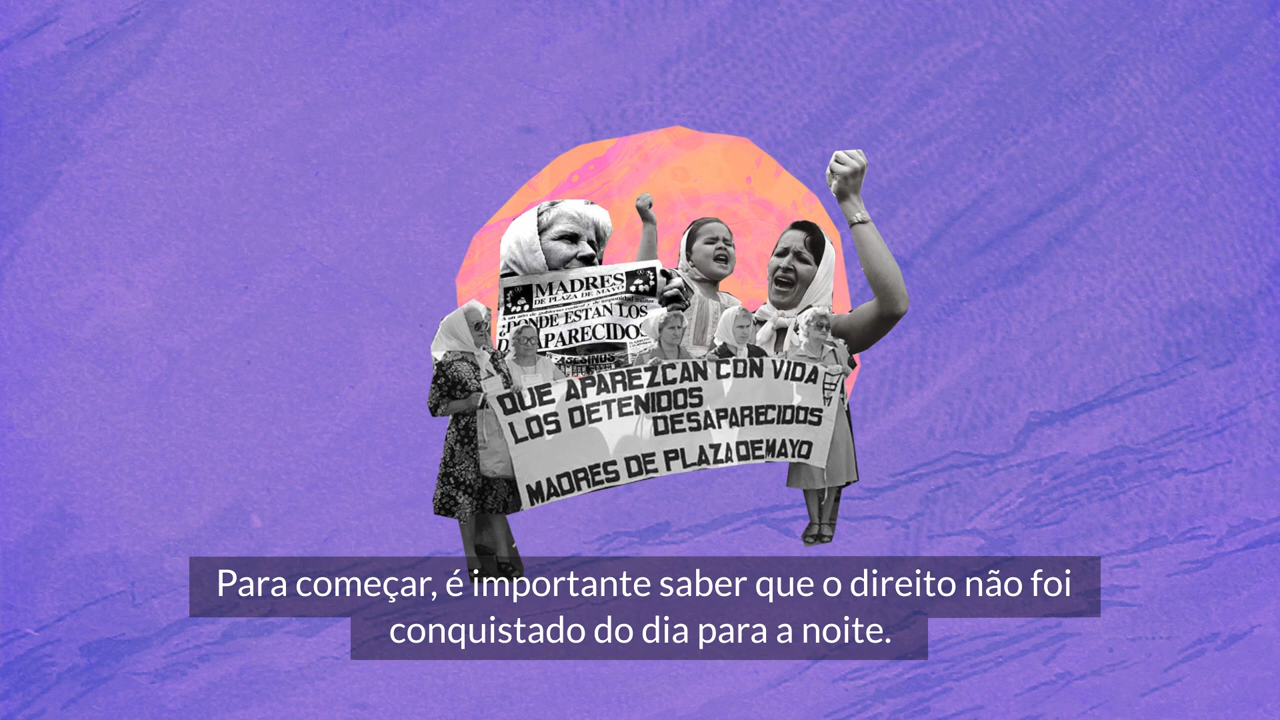 MADRES
DE PLAZA DE MAYO
¿DONDE ESTAN LOS
APARECIDOS
ASESINOS
QUE APAREZCAN CON VIDA
LOS DETENIDOS
DESAPARECIDOS
MADRES DE PLAZA DE MAYO
Para começar, é importante saber que o direito não foi
conquistado do dia para a noite.